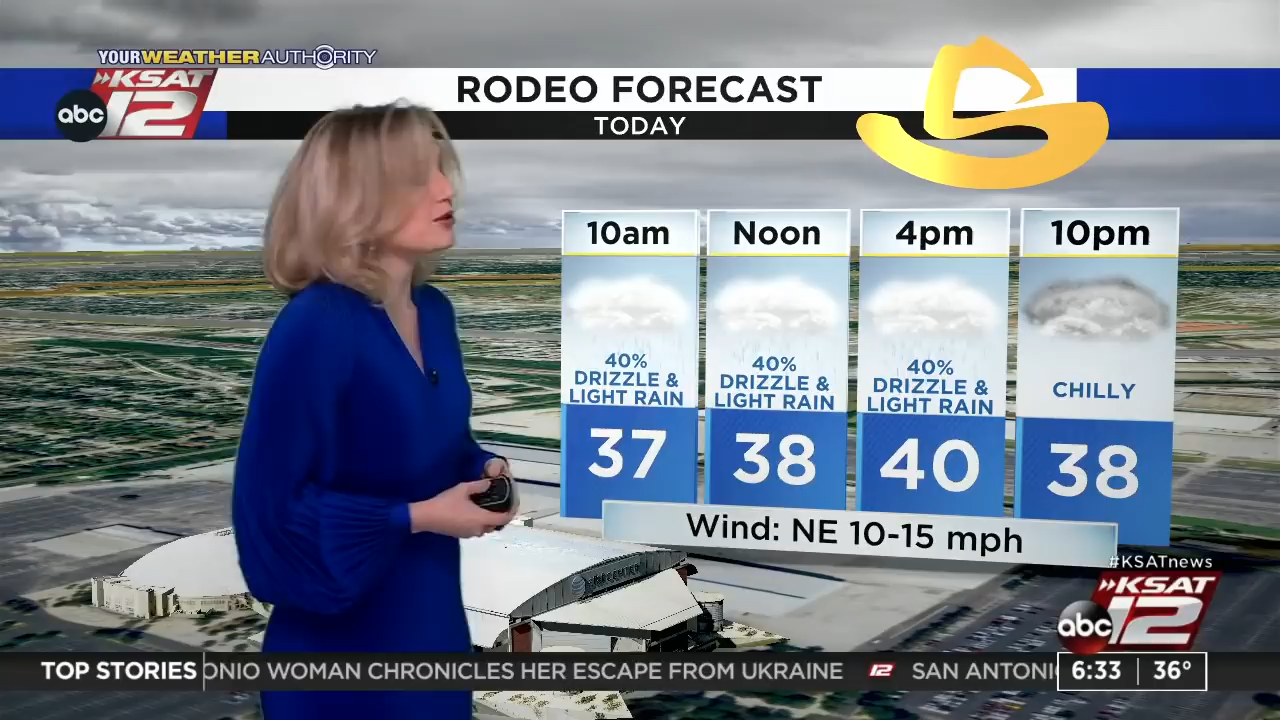 YOURWEATHERAUTHORITY
KSAT
abc 12
RODEO FORECAST
TODAY
10am
Noon
4pm
10pm
40%
DRIZZLE &
LIGHT RAIN
40%
DRIZZLE &
LIGHT RAIN
40%
DRIZZLE &
LIGHT RAIN
CHILLY
37
38
40
38
Wind: NE 10-15 mph
CENTER
#KSATnews
KSAT
abc 12
TOP STORIES ONIO WOMAN CHRONICLES HER ESCAPE FROM UKRAINE 12 SAN ANTONI 6:33 36°